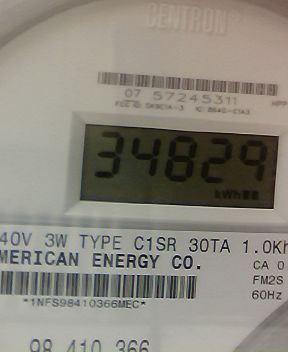 CENTRON®
07 57245311
34829
kWh
40V 3W TYPE C1SR 30TA 1.0Kh
MERICAN ENERGY CO.
CA 0
FM2S
60Hz
*1NFS98410366MEC*
98 410 366